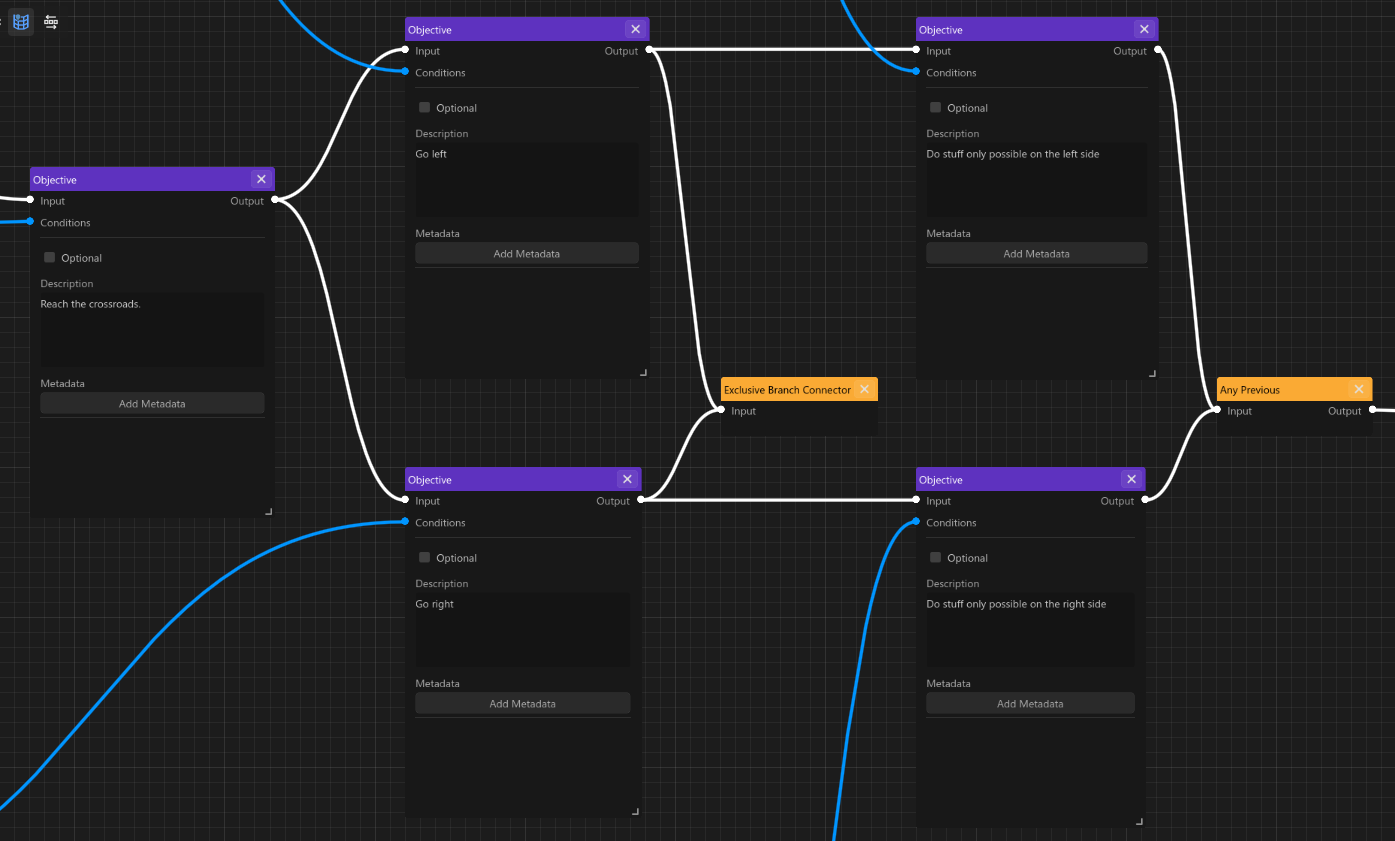 Objective
Input Output
Conditions
Optional
Description
Reach the crossroads.
Metadata
Add Metadata
Objective
Input Output
Conditions
Optional
Description
Go left
Metadata
Add Metadata
Objective
Input Output
Conditions
Optional
Description
Go right
Metadata
Add Metadata
Exclusive Branch Connector
Input
Objective
Input Output
Conditions
Optional
Description
Do stuff only possible on the left side
Metadata
Add Metadata
Objective
Input Output
Conditions
Optional
Description
Do stuff only possible on the right side
Metadata
Add Metadata
Any Previous
Input Output